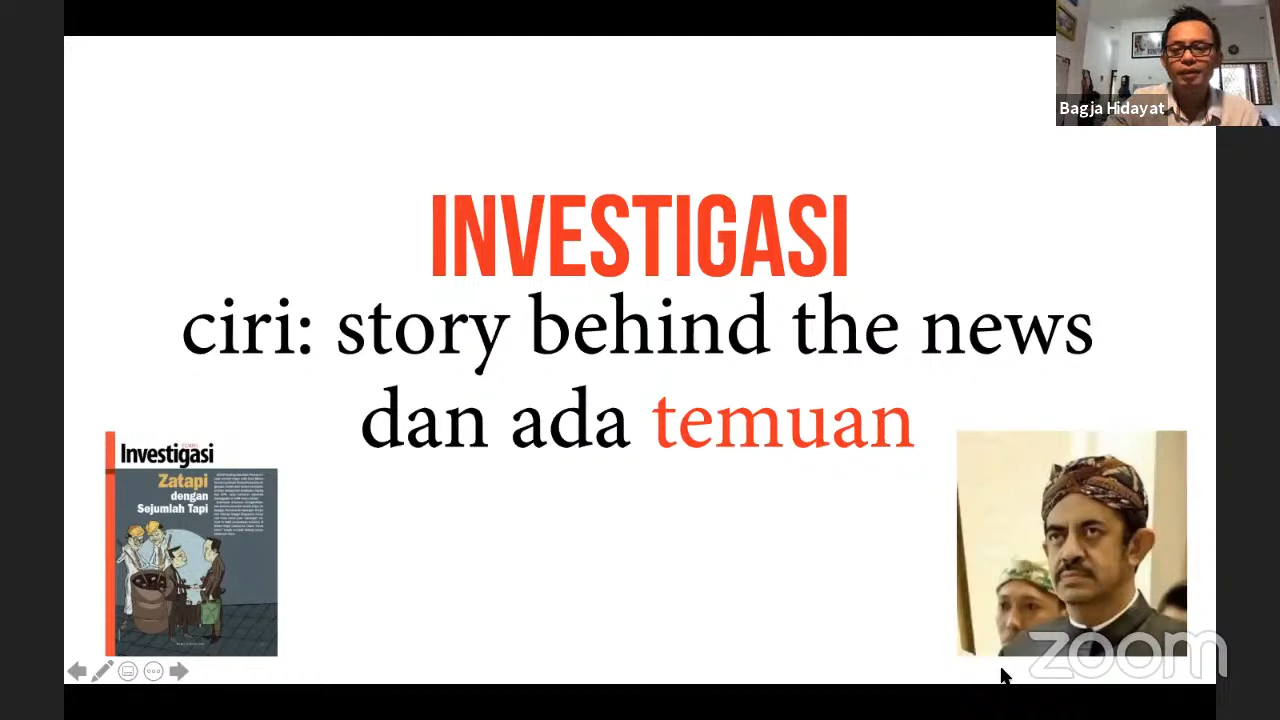 Bagja Hidayat
INVESTIGASI
ciri: story behind the news
dan ada temuan
Investigasi
Zatapi
dengan
Sejumlah Tapi
zoom